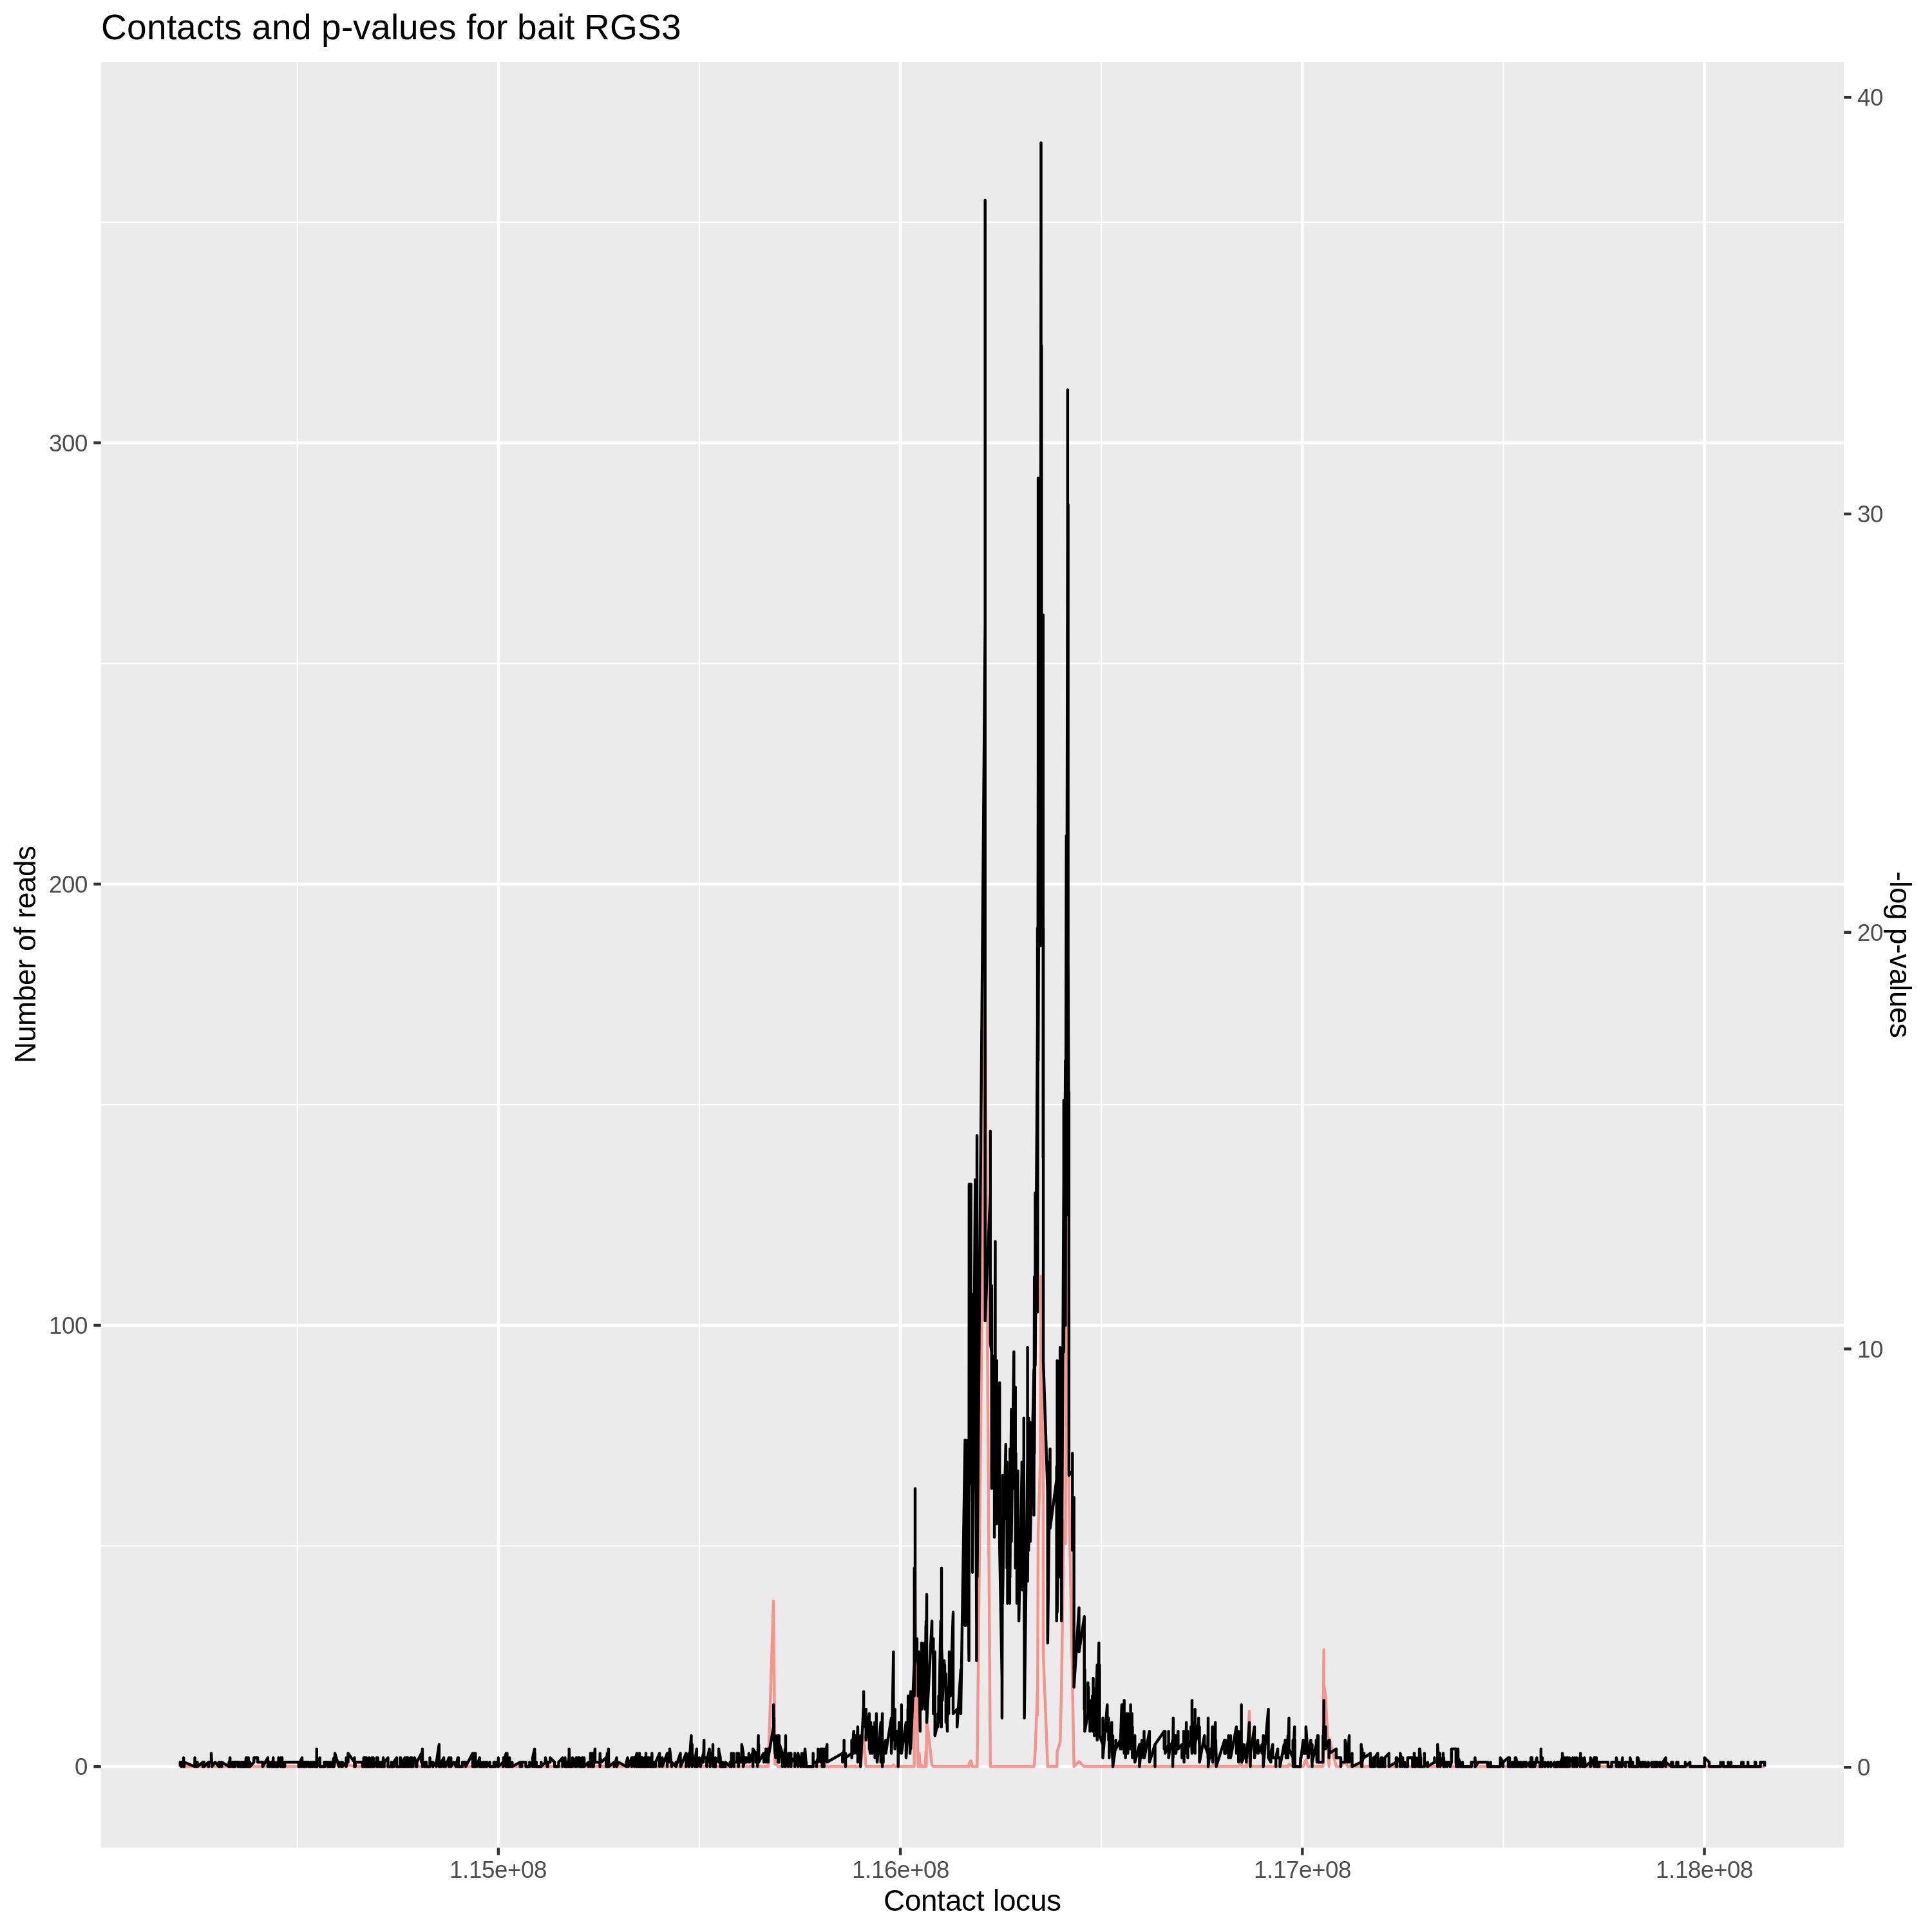 Contacts and p-values for bait RGS3
Number of reads
300
200
100
0
40
30
20
10
0
-log p-values
1.15e+08
1.16e+08
1.17e+08
1.18e+08
Contact locus